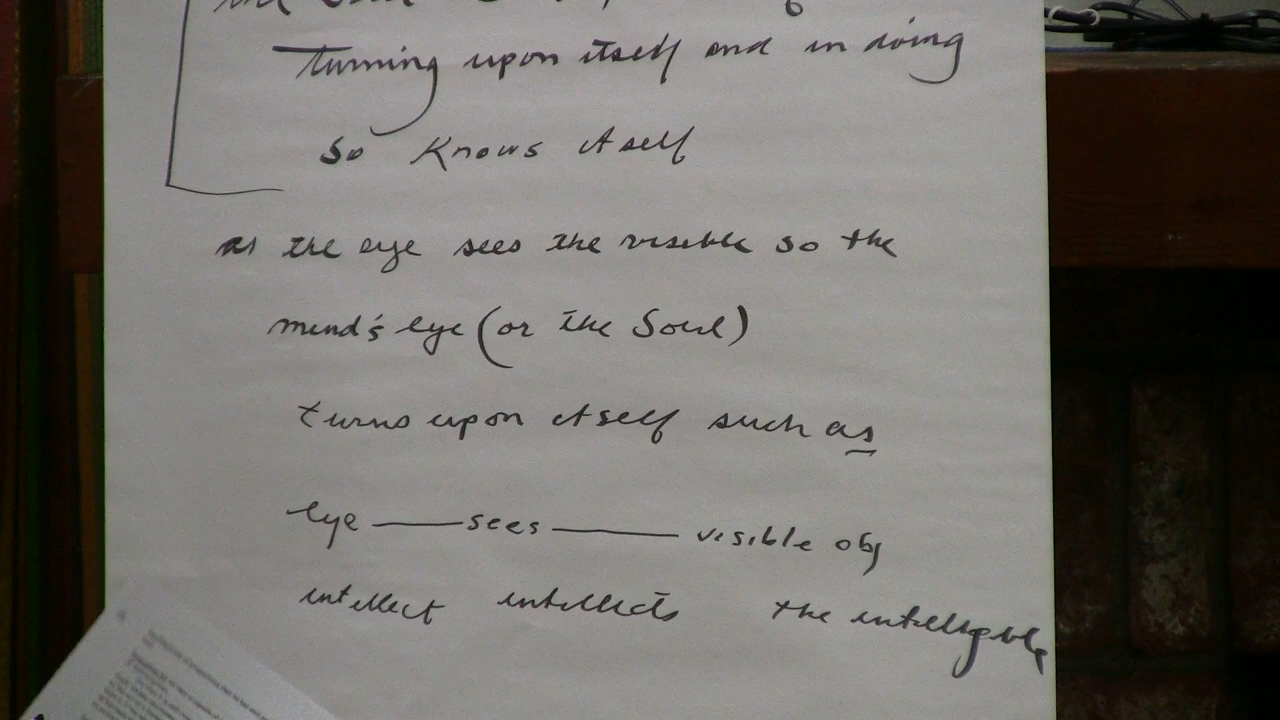 turning upon itself and in doing
so knows itself
as the eye sees the visible so the
mind's eye (or the Soul)
turns upon itself such as
eye — sees — visible obj
intellect intellects the intelligible